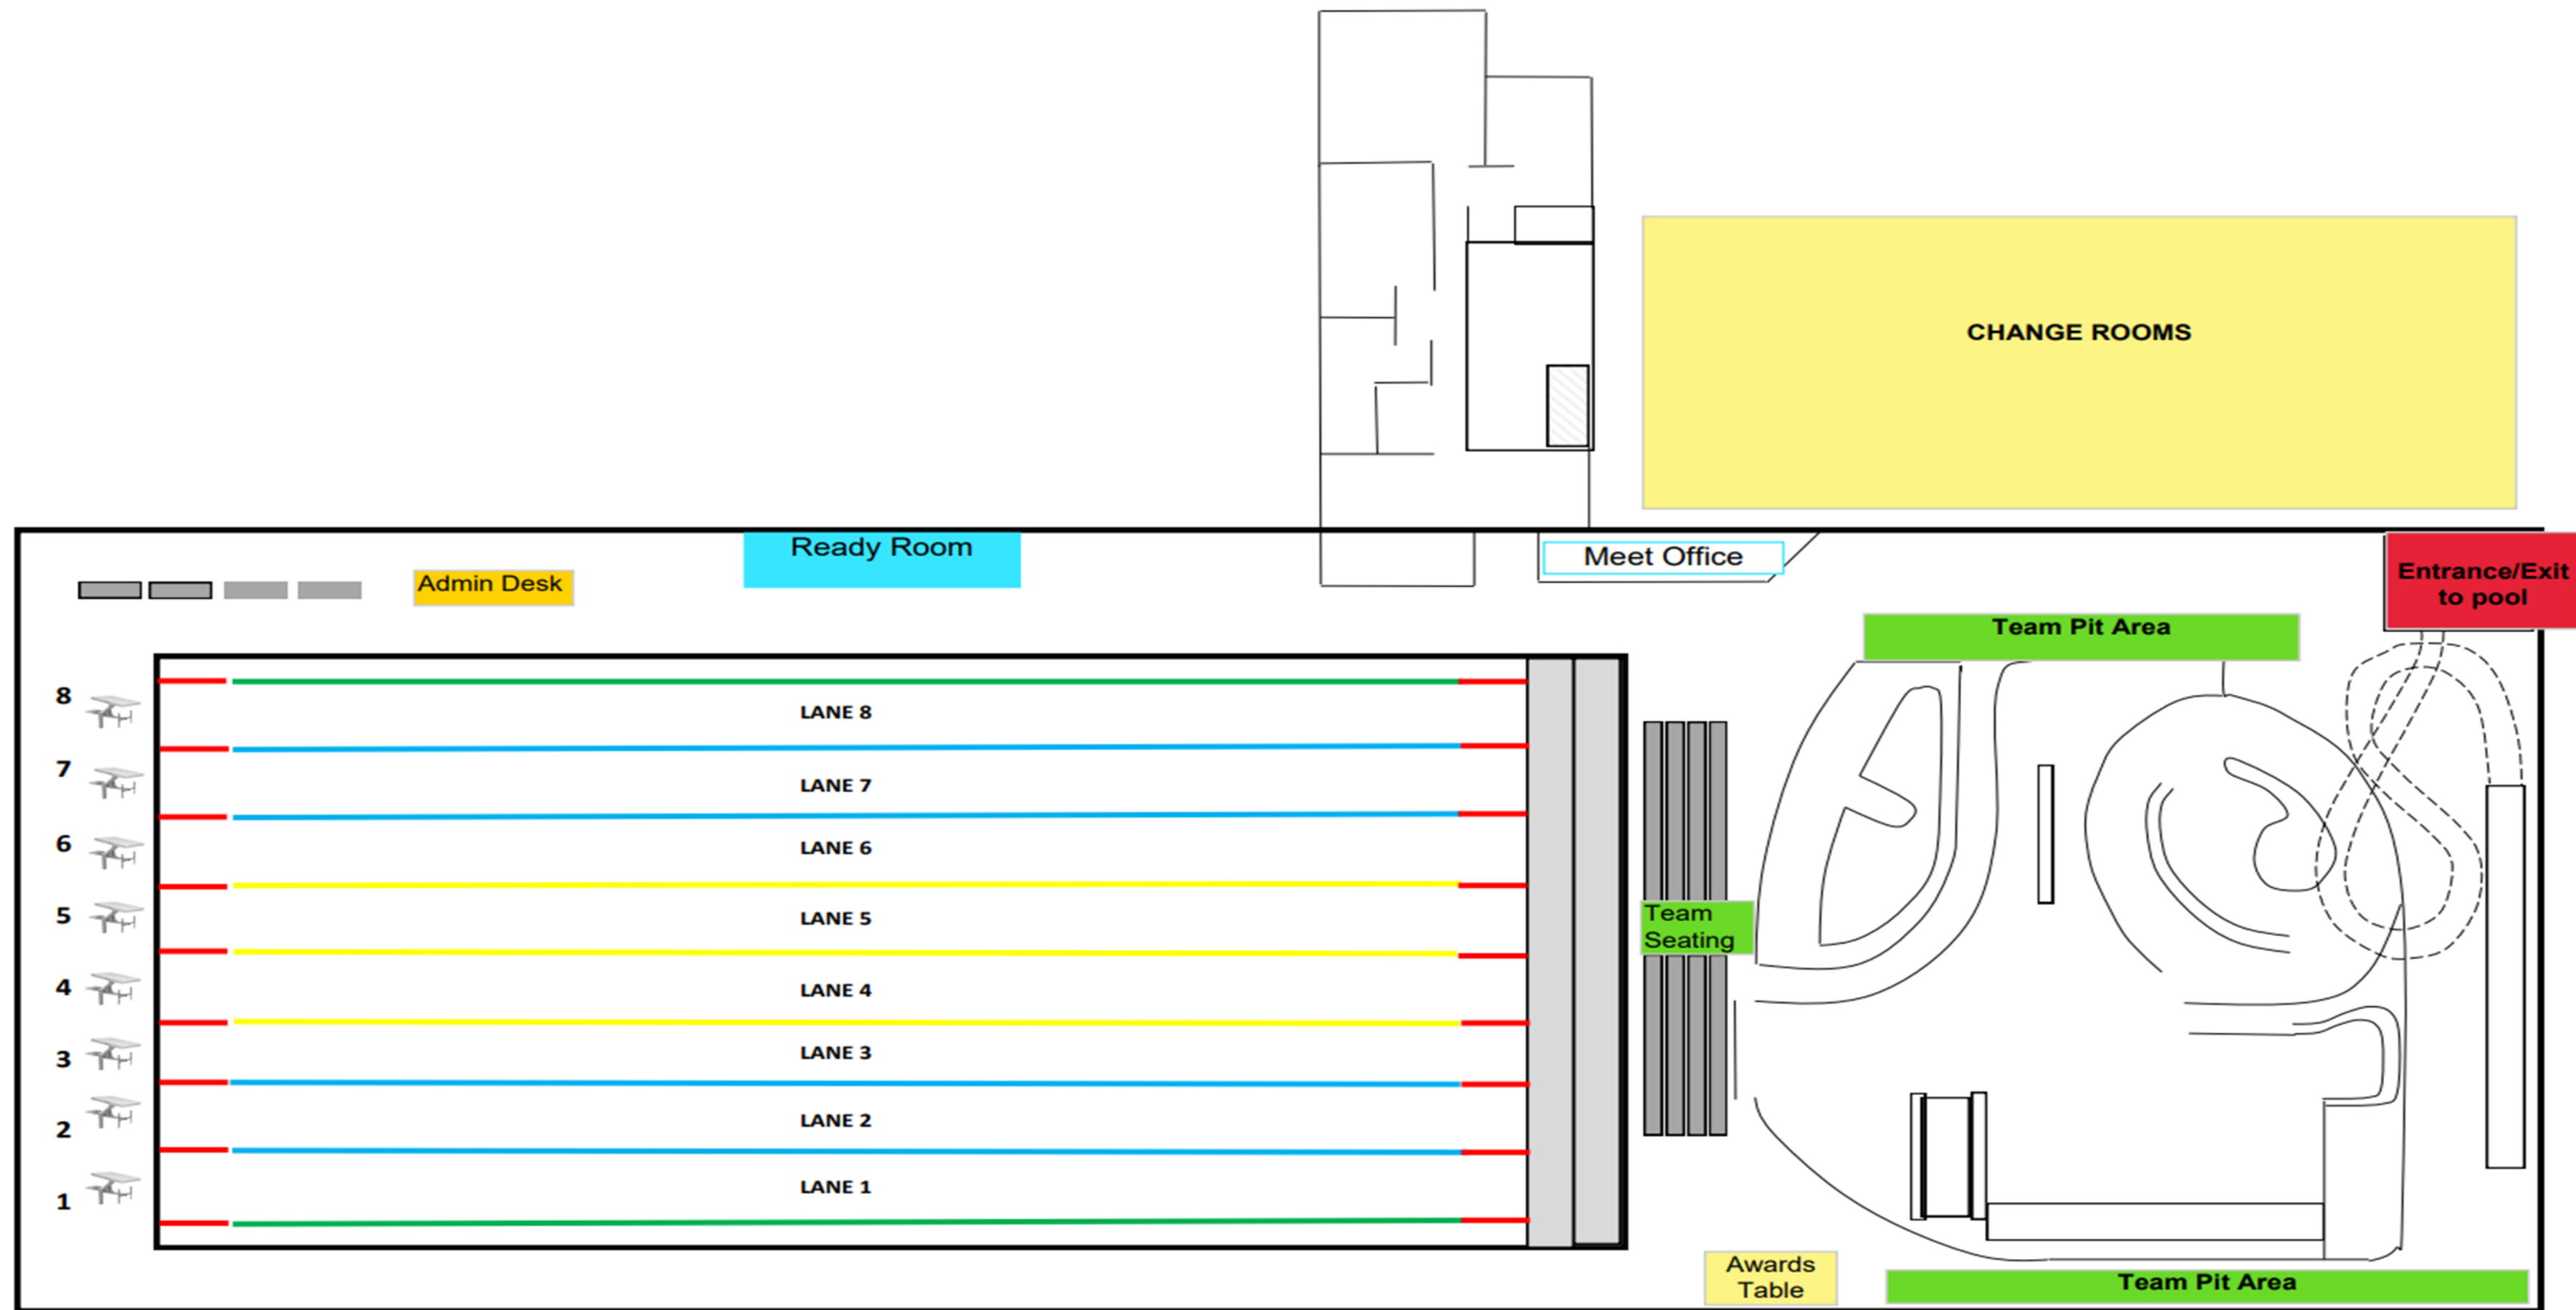 CHANGE ROOMS
Ready Room
Meet Office
Entrance/Exit
to pool
Admin Desk
Team Pit Area
8
LANE 8
7
LANE 7
6
LANE 6
5
LANE 5
Team
Seating
4
LANE 4
3
LANE 3
2
LANE 2
1
LANE 1
Awards
Table
Team Pit Area